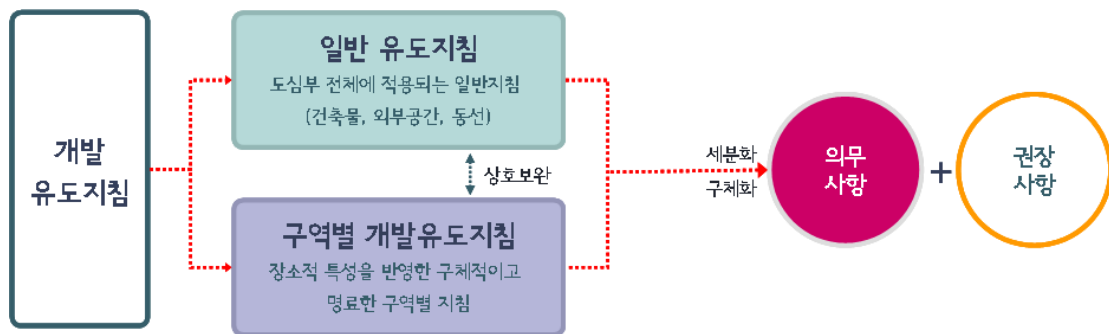 개발
유도지침
일반 유도지침
도심부 전체에 적용되는 일반지침
(건축물, 외부공간, 동선)
상호보완
구역별 개발유도지침
장소적 특성을 반영한 구체적이고
명료한 구역별 지침
세분화
구체화
의무
사항
+
권장
사항